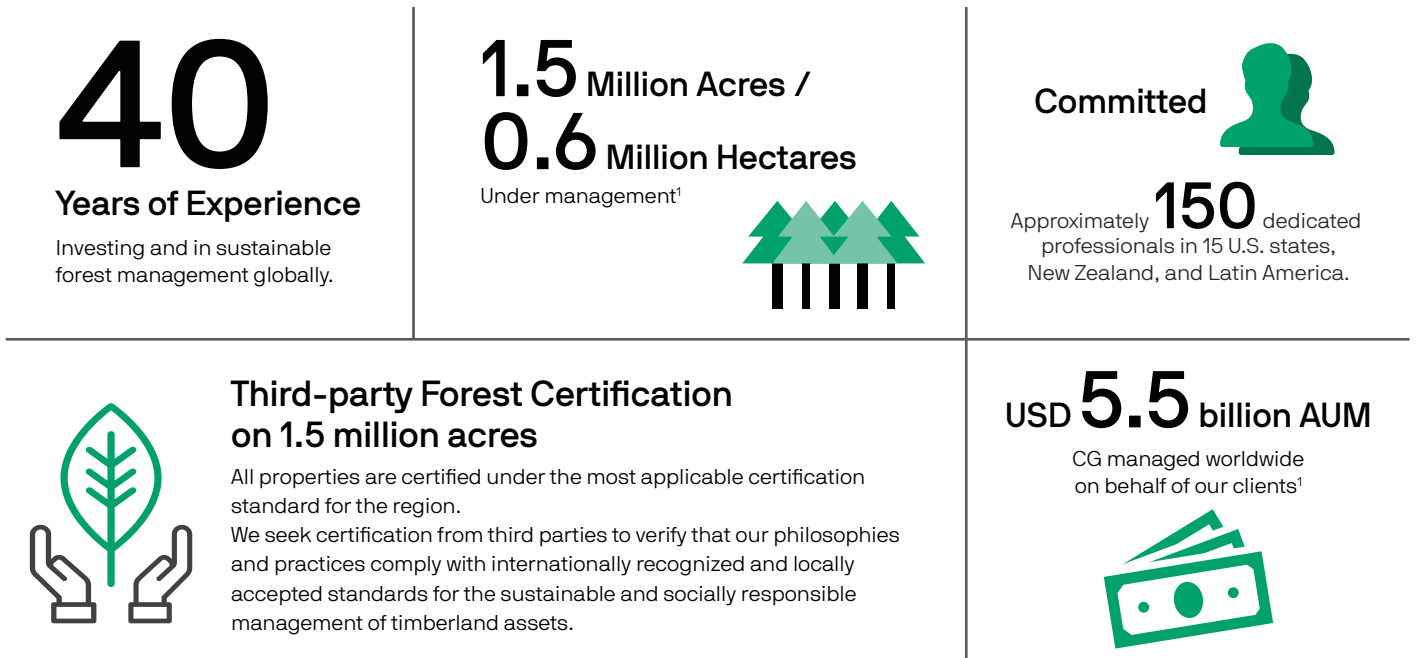 40
Years of Experience
Investing and in sustainable
forest management globally.
1.5 Million Acres /
0.6 Million Hectares
Under management¹
Committed
Approximately 150 dedicated
professionals in 15 U.S. states,
New Zealand, and Latin America.
Third-party Forest Certification
on 1.5 million acres
All properties are certified under the most applicable certification
standard for the region.
We seek certification from third parties to verify that our philosophies
and practices comply with internationally recognized and locally
accepted standards for the sustainable and socially responsible
management of timberland assets.
USD 5.5 billion AUM
CG managed worldwide
on behalf of our clients¹